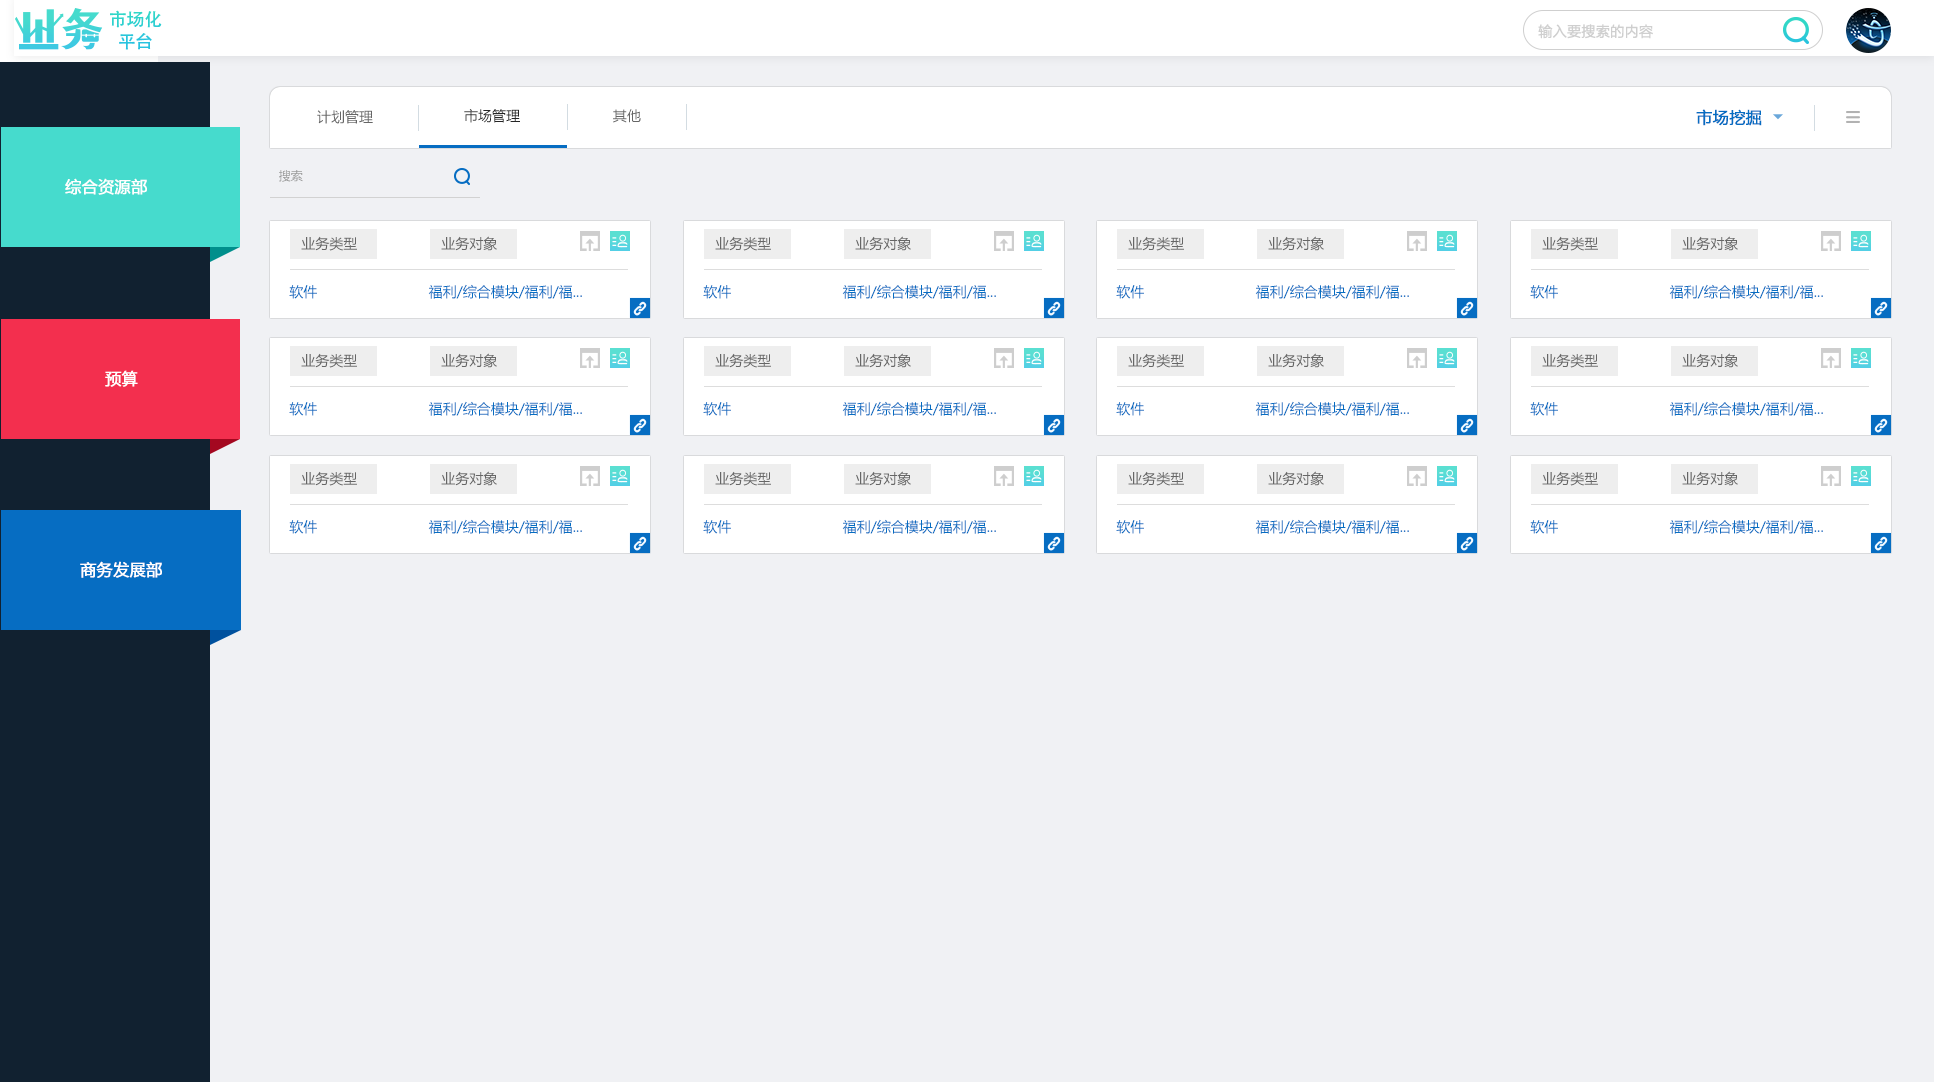 业务 市场化
平台
输入要搜索的内容
计划管理 市场管理 其他 市场挖掘
搜索
综合资源部
预算
商务发展部
业务类型 业务对象 业务类型 业务对象 业务类型 业务对象 业务类型 业务对象
软件 福利/综合模块/福利/福... 软件 福利/综合模块/福利/福... 软件 福利/综合模块/福利/福... 软件 福利/综合模块/福利/福...
业务类型 业务对象 业务类型 业务对象 业务类型 业务对象 业务类型 业务对象
软件 福利/综合模块/福利/福... 软件 福利/综合模块/福利/福... 软件 福利/综合模块/福利/福... 软件 福利/综合模块/福利/福...
业务类型 业务对象 业务类型 业务对象 业务类型 业务对象 业务类型 业务对象
软件 福利/综合模块/福利/福... 软件 福利/综合模块/福利/福... 软件 福利/综合模块/福利/福... 软件 福利/综合模块/福利/福...